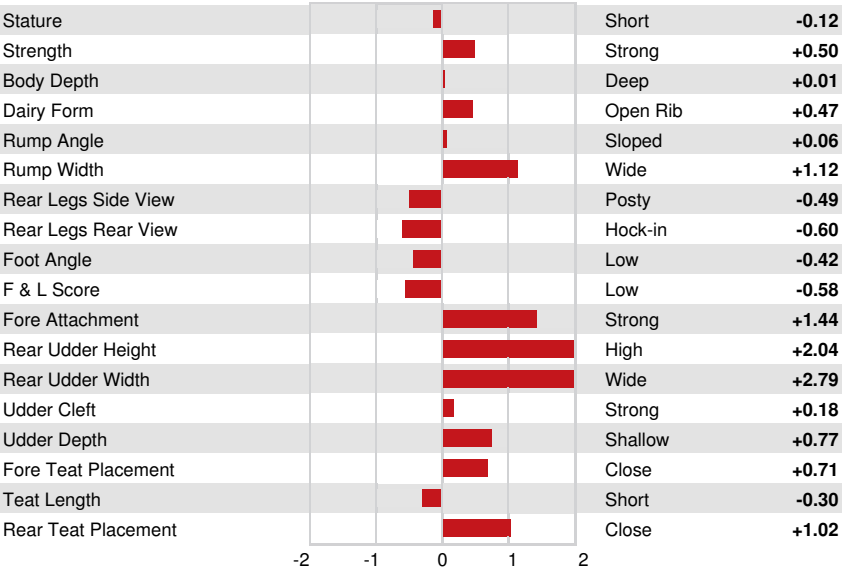 Stature Short -0.12
Strength Strong +0.50
Body Depth Deep +0.01
Dairy Form Open Rib +0.47
Rump Angle Sloped +0.06
Rump Width Wide +1.12
Rear Legs Side View Posty -0.49
Rear Legs Rear View Hock-in -0.60
Foot Angle Low -0.42
F & L Score Low -0.58
Fore Attachment Strong +1.44
Rear Udder Height High +2.04
Rear Udder Width Wide +2.79
Udder Cleft Strong +0.18
Udder Depth Shallow +0.77
Fore Teat Placement Close +0.71
Teat Length Short -0.30
Rear Teat Placement Close +1.02
-2 -1 0 1 2